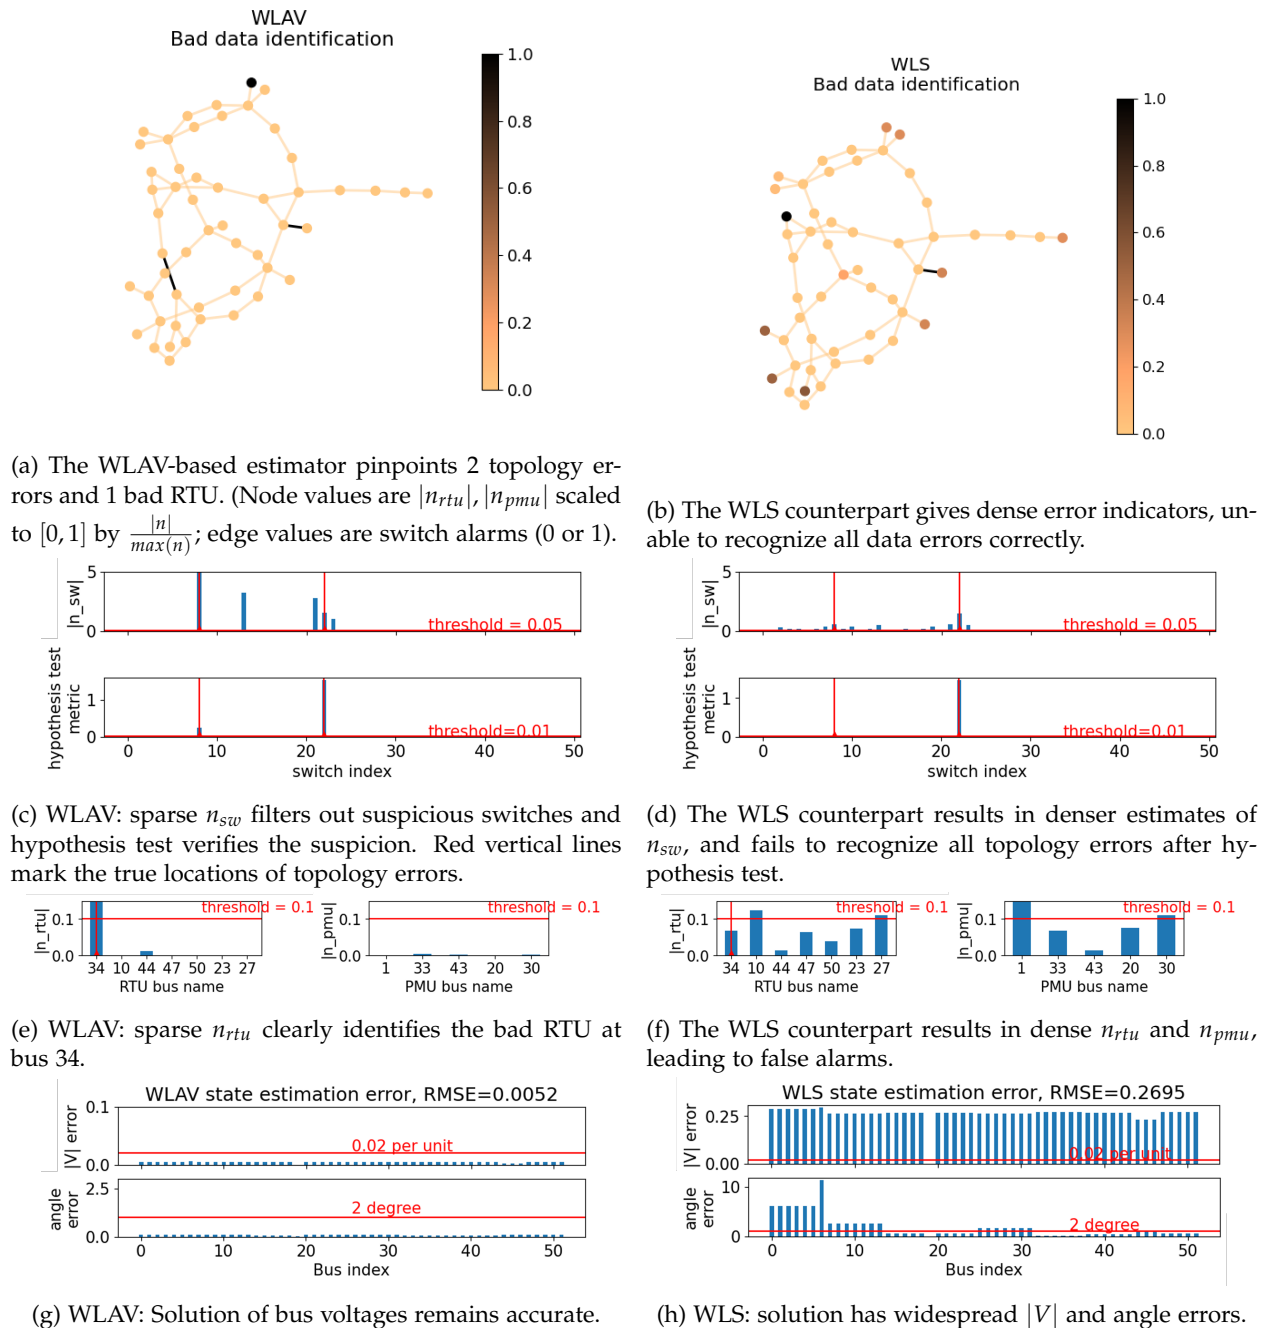 WLAV
Bad data identification
1.0
0.8
0.6
0.4
0.2
0.0
WLS
Bad data identification
1.0
0.8
0.6
0.4
0.2
0.0
(a) The WLAV-based estimator pinpoints 2 topology er-
rors and 1 bad RTU. (Node values are |n_rtu|, |n_pmu| scaled
to [0, 1] by |n|/max(n); edge values are switch alarms (0 or 1).
(b) The WLS counterpart gives dense error indicators, un-
able to recognize all data errors correctly.
|n_sw|
5
0
threshold = 0.05
hypothesis test
metric
1
0
threshold=0.01
0 10 20 30 40 50
switch index
|n_sw|
5
0
threshold = 0.05
hypothesis test
metric
1
0
threshold=0.01
0 10 20 30 40 50
switch index
(c) WLAV: sparse n_sw filters out suspicious switches and
hypothesis test verifies the suspicion. Red vertical lines
mark the true locations of topology errors.
(d) The WLS counterpart results in denser estimates of
n_sw, and fails to recognize all topology errors after hy-
pothesis test.
|n_rtu|
0.1
0.0
threshold = 0.1
34 10 44 47 50 23 27
RTU bus name
|n_pmu|
0.1
0.0
threshold = 0.1
1 33 43 20 30
PMU bus name
|n_rtu|
0.1
0.0
threshold = 0.1
34 10 44 47 50 23 27
RTU bus name
|n_pmu|
0.1
0.0
threshold = 0.1
1 33 43 20 30
PMU bus name
(e) WLAV: sparse n_rtu clearly identifies the bad RTU at
bus 34.
(f) The WLS counterpart results in dense n_rtu and n_pmu,
leading to false alarms.
WLAV state estimation error, RMSE=0.0052
|V| error
0.1
0.0
0.02 per unit
angle
error
2.5
0.0
2 degree
0 10 20 30 40 50
Bus index
WLS state estimation error, RMSE=0.2695
|V| error
0.25
0.00
0.02 per unit
angle
error
10
0
2 degree
0 10 20 30 40 50
Bus index
(g) WLAV: Solution of bus voltages remains accurate.
(h) WLS: solution has widespread |V| and angle errors.